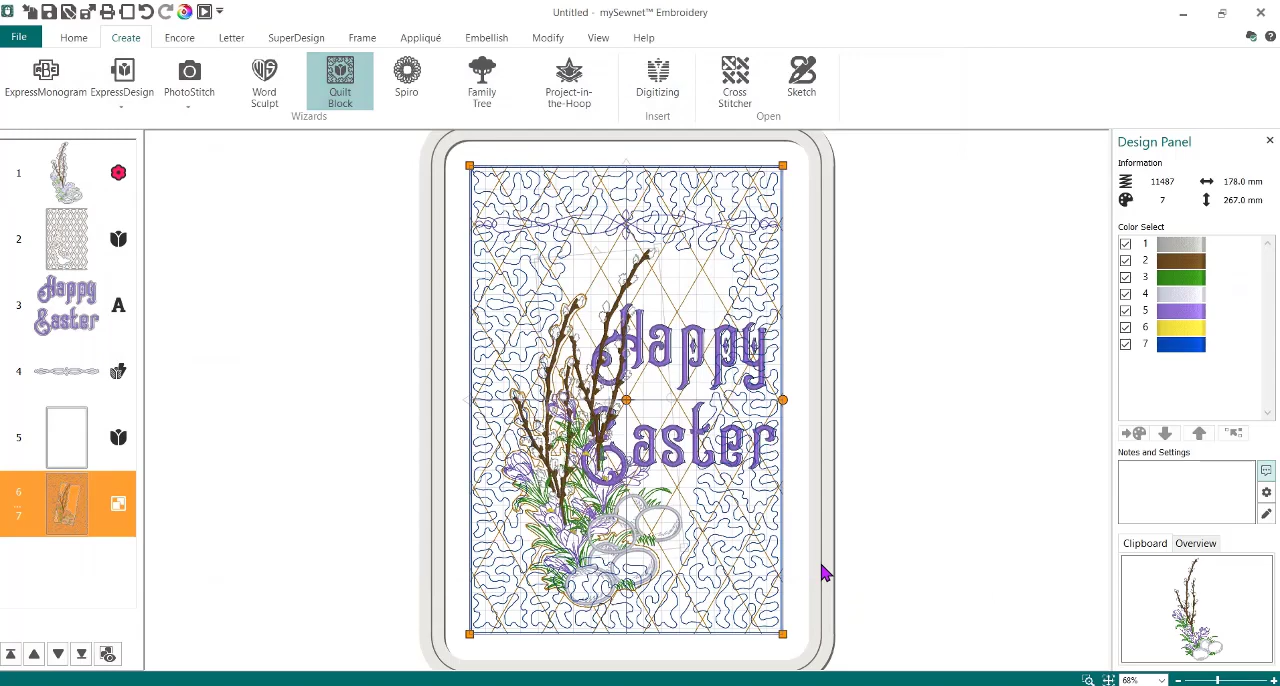 Untitled - mySewnet™ Embroidery
File Home Create Encore Letter SuperDesign Frame Appliqué Embellish Modify View Help
ExpressMonogram ExpressDesign PhotoStitch Word Sculpt Quilt Block Spiro Family Tree Project-in-the-Hoop Digitizing Cross Stitcher Sketch
Wizards Insert Open
Design Panel
Information
11487 178.0 mm
7 267.0 mm
Color Select
1
2
3
4
5
6
7
Notes and Settings
Clipboard Overview
1
2
Happy
Easter
3 A
4
5
6
7
Happy
Easter
68%